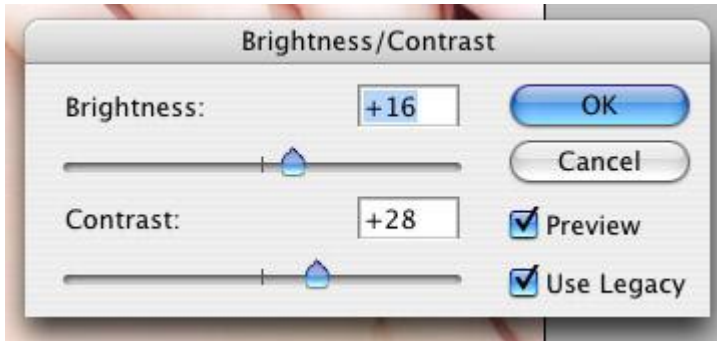 Brightness/Contrast
Brightness: +16
OK
Cancel
Contrast: +28
Preview
Use Legacy